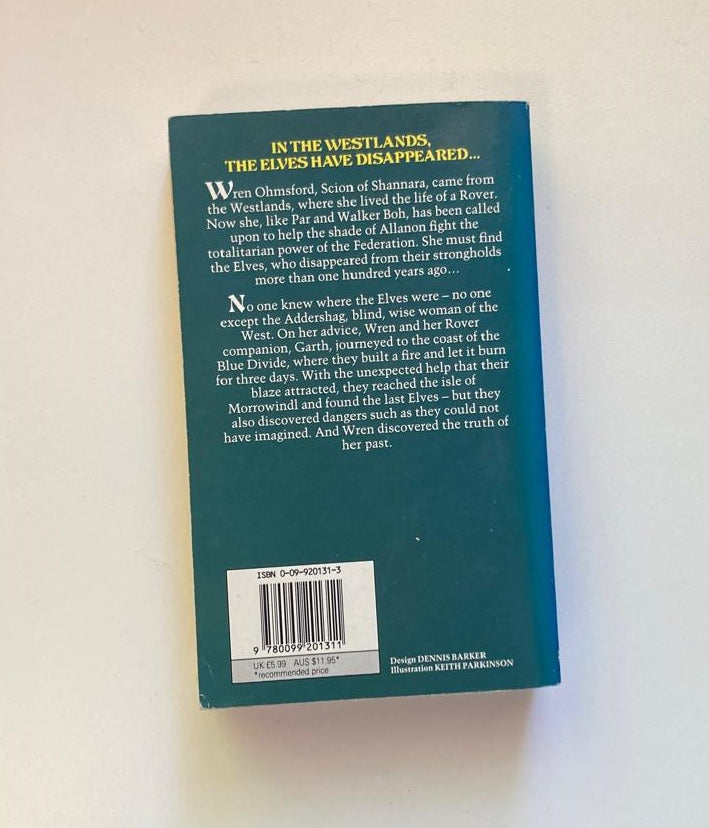 IN THE WESTLANDS,
THE ELVES HAVE DISAPPEARED...
Wren Ohmsford, Scion of Shannara, came from
the Westlands, where she lived the life of a Rover.
Now she, like Par and Walker Boh, has been called
upon to help the shade of Allanon fight the
totalitarian power of the Federation. She must find
the Elves, who disappeared from their strongholds
more than one hundred years ago...
No one knew where the Elves were – no one
except the Addershag, blind, wise woman of the
West. On her advice, Wren and her Rover
companion, Garth, journeyed to the coast of the
Blue Divide, where they built a fire and let it burn
for three days. With the unexpected help that their
blaze attracted, they reached the isle of
Morrowindl and found the last Elves – but they
also discovered dangers such as they could not
have imagined. And Wren discovered the truth of
her past.
ISBN 0-09-920131-3
9 780099 201311
UK £5.99 AUS $11.95*
*recommended price
Design DENNIS BARKER
Illustration KEITH PARKINSON